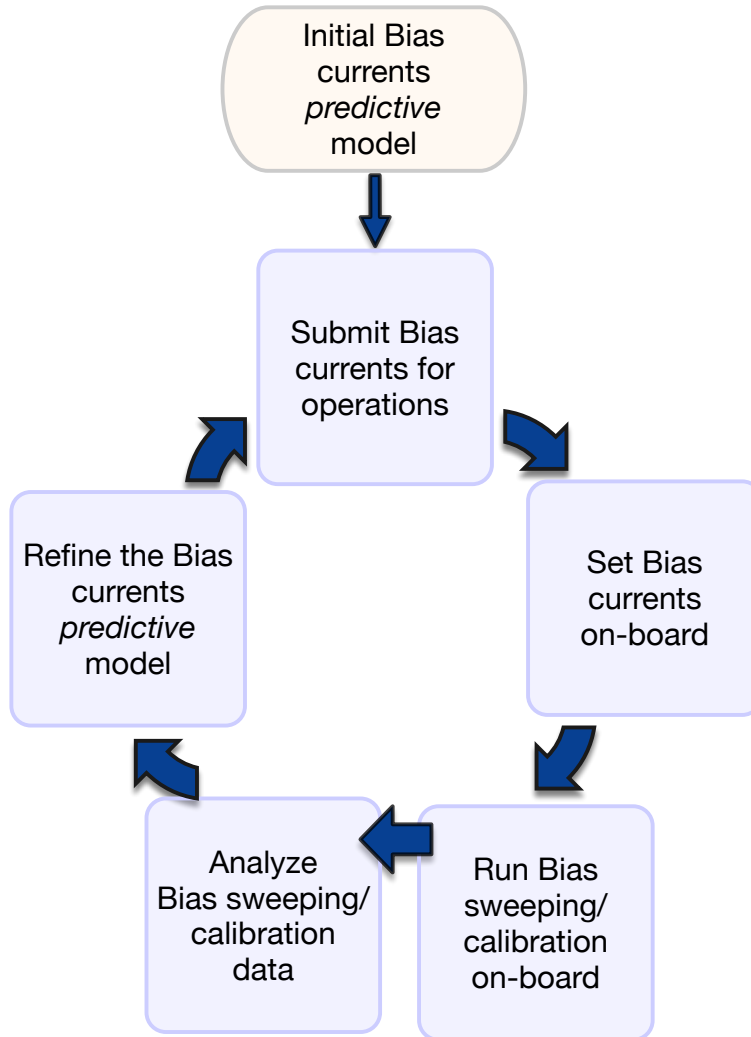 Initial Bias
currents
predictive
model
Submit Bias
currents for
operations
Set Bias
currents
on-board
Run Bias
sweeping/
calibration
on-board
Analyze
Bias sweeping/
calibration
data
Refine the Bias
currents
predictive
model